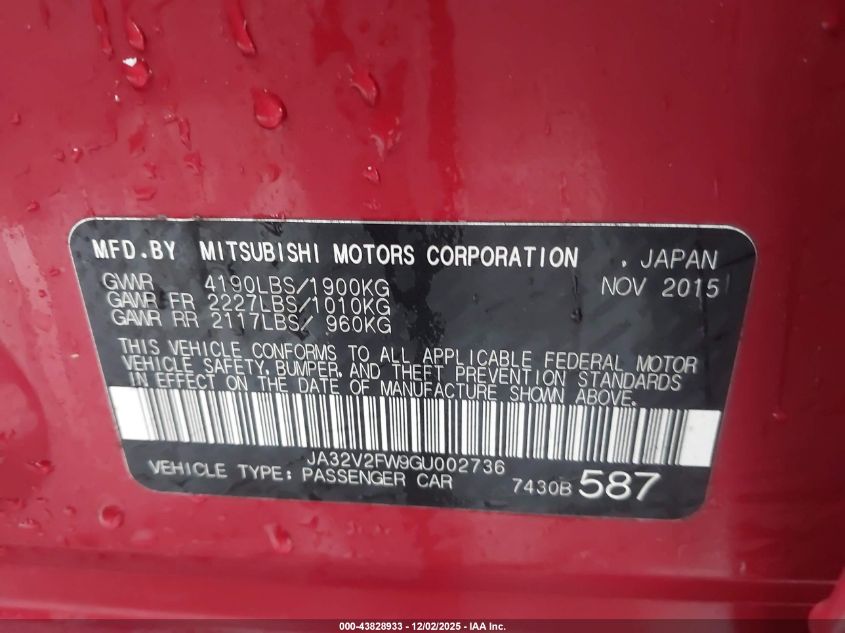 MFD.BY MITSUBISHI MOTORS CORPORATION , JAPAN
GVWR 4190LBS/1900KG NOV 2015
GAWR FR 2227LBS/1010KG
GAWR RR 2117LBS/ 960KG
THIS VEHICLE CONFORMS TO ALL APPLICABLE FEDERAL MOTOR
VEHICLE SAFETY, BUMPER, AND THEFT PREVENTION STANDARDS
IN EFFECT ON THE DATE OF MANUFACTURE SHOWN ABOVE.
JA32V2FW9GU002736
VEHICLE TYPE: PASSENGER CAR 7430B 587
000-43828933 - 12/02/2025 - IAA Inc.